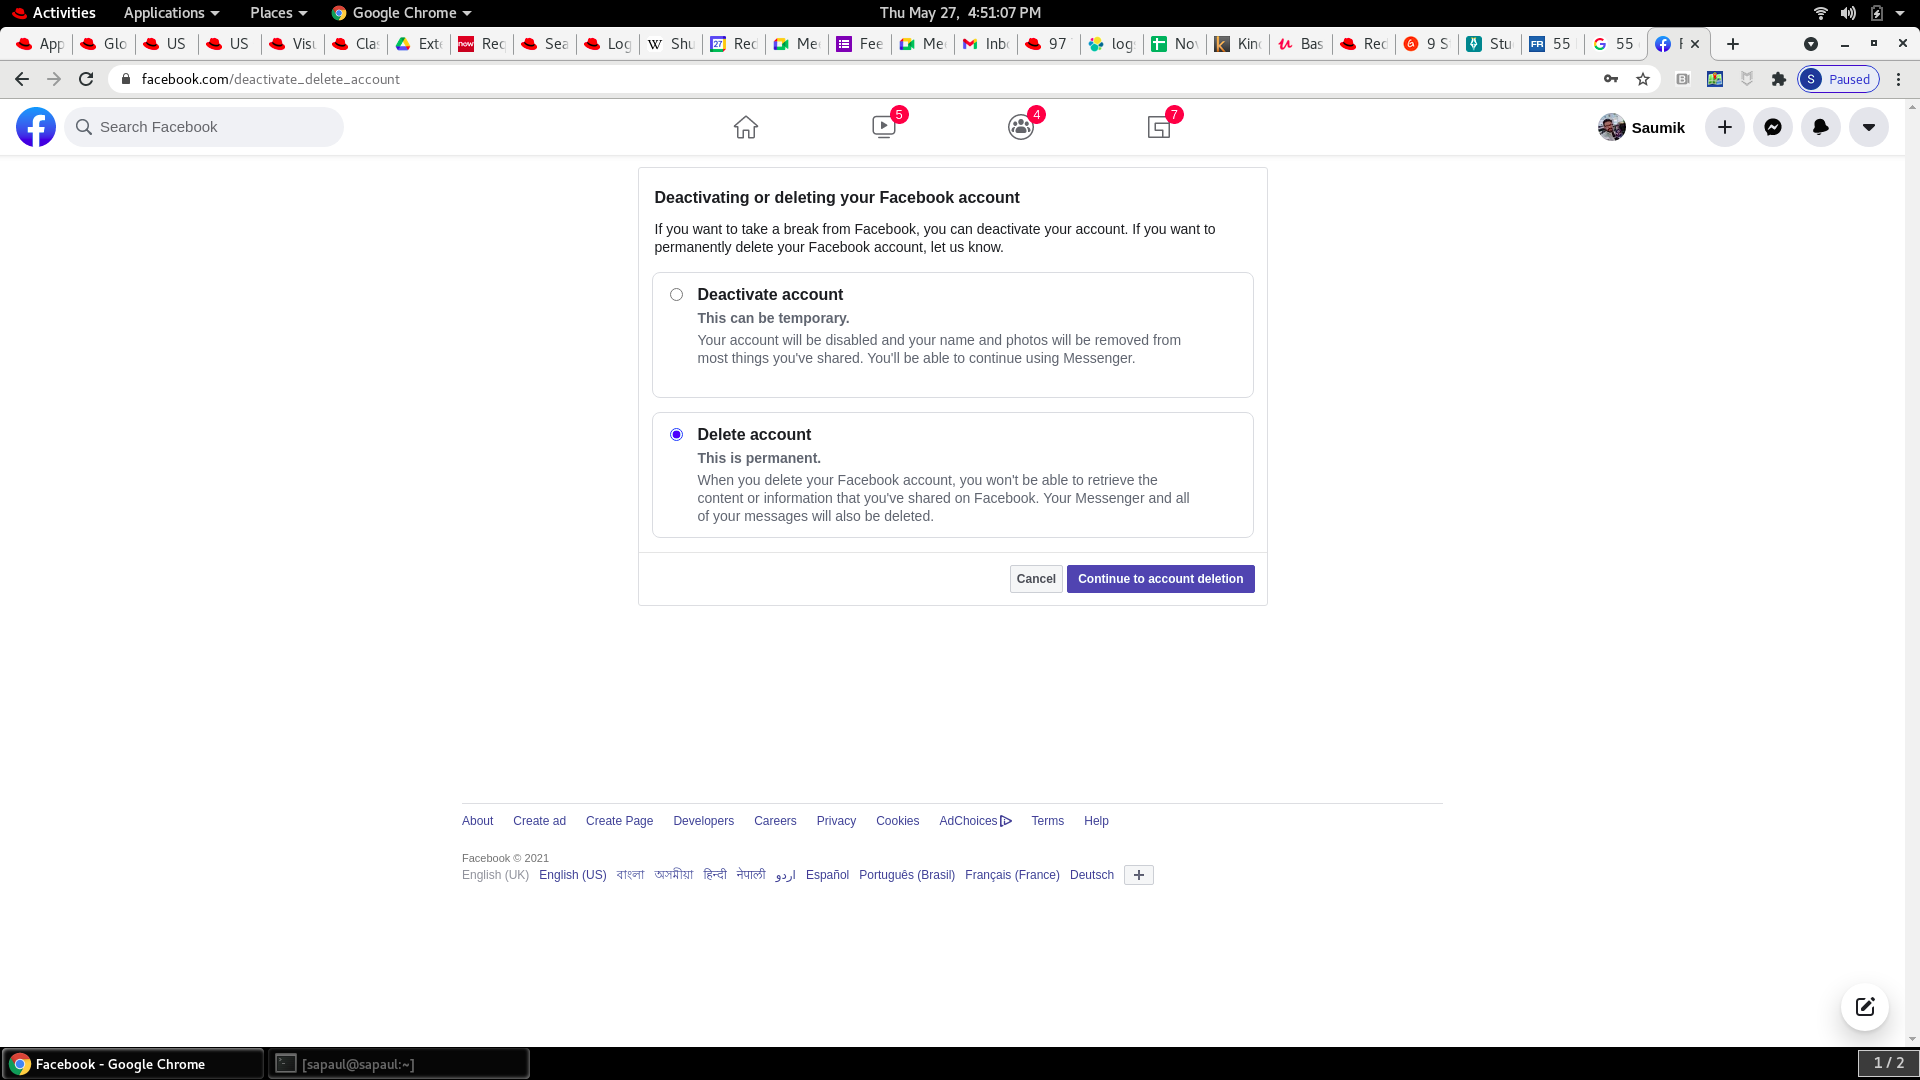 Activities Applications Places Google Chrome Thu May 27, 4:51:07 PM
App Glo US US Visu Clas Exte Req Sea Log Shu Red Mee Fee Mee Inbo 97 logs Nov Kind Bas Red 9 S Stu 55 55 F
facebook.com/deactivate_delete_account S Paused
Search Facebook 5 4 7 Saumik
Deactivating or deleting your Facebook account
If you want to take a break from Facebook, you can deactivate your account. If you want to
permanently delete your Facebook account, let us know.
Deactivate account
This can be temporary.
Your account will be disabled and your name and photos will be removed from
most things you've shared. You'll be able to continue using Messenger.
Delete account
This is permanent.
When you delete your Facebook account, you won't be able to retrieve the
content or information that you've shared on Facebook. Your Messenger and all
of your messages will also be deleted.
Cancel Continue to account deletion
About Create ad Create Page Developers Careers Privacy Cookies AdChoices Terms Help
Facebook © 2021
English (UK) English (US) বাংলা অসমীয়া हिन्दी नेपाली اردو Español Português (Brasil) Français (France) Deutsch
Facebook - Google Chrome [sapaul@sapaul:~] 1 / 2